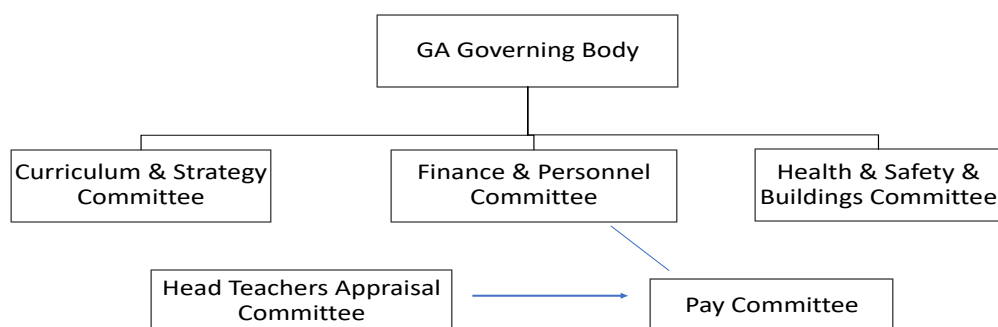 GA Governing Body
Curriculum & Strategy
Committee
Finance & Personnel
Committee
Health & Safety &
Buildings Committee
Head Teachers Appraisal
Committee
Pay Committee